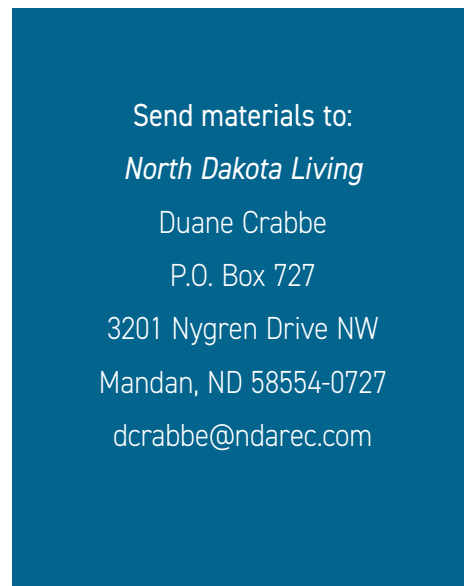 Send materials to:
North Dakota Living
Duane Crabbe
P.O. Box 727
3201 Nygren Drive NW
Mandan, ND 58554-0727
dcrabbe@ndarec.com